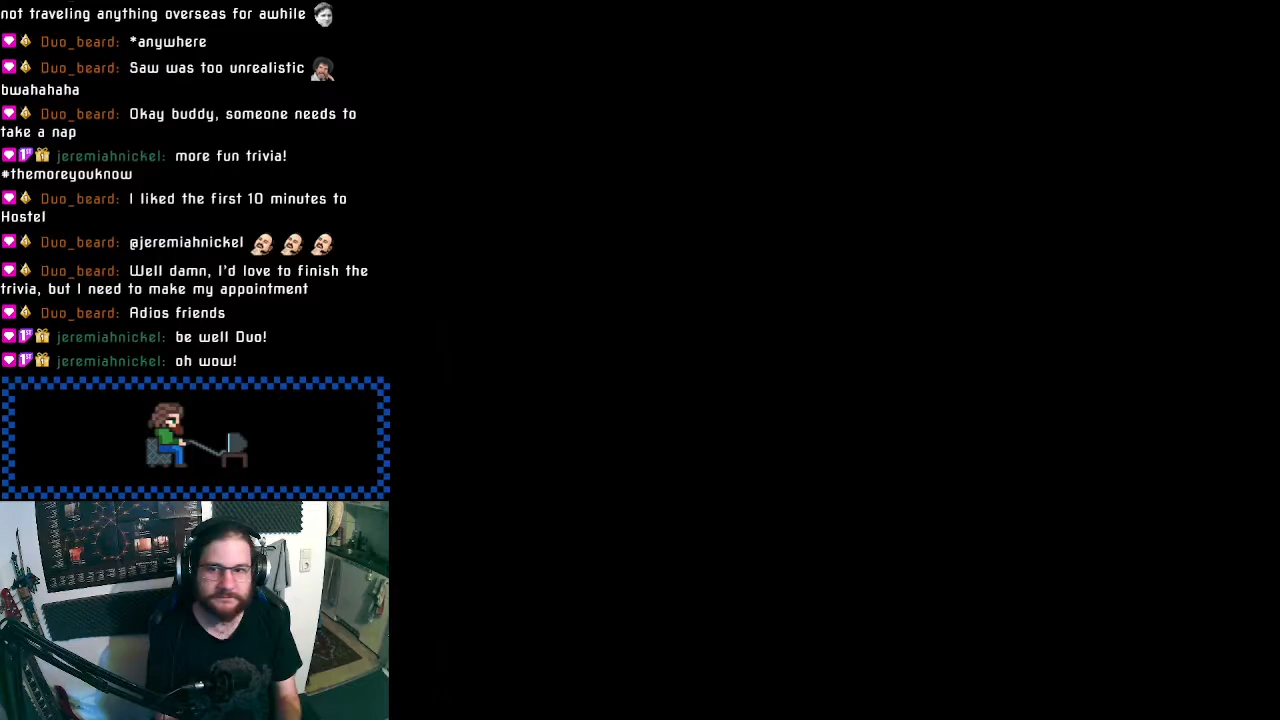 not traveling anything overseas for awhile
Duo_beard: *anywhere
Duo_beard: Saw was too unrealistic
bwahahaha
Duo_beard: Okay buddy, someone needs to
take a nap
jeremiahnickel: more fun trivia!
#themoreyouknow
Duo_beard: I liked the first 10 minutes to
Hostel
Duo_beard: @jeremiahnickel
Duo_beard: Well damn, I'd love to finish the
trivia, but I need to make my appointment
Duo_beard: Adios friends
jeremiahnickel: be well Duo!
jeremiahnickel: oh wow!